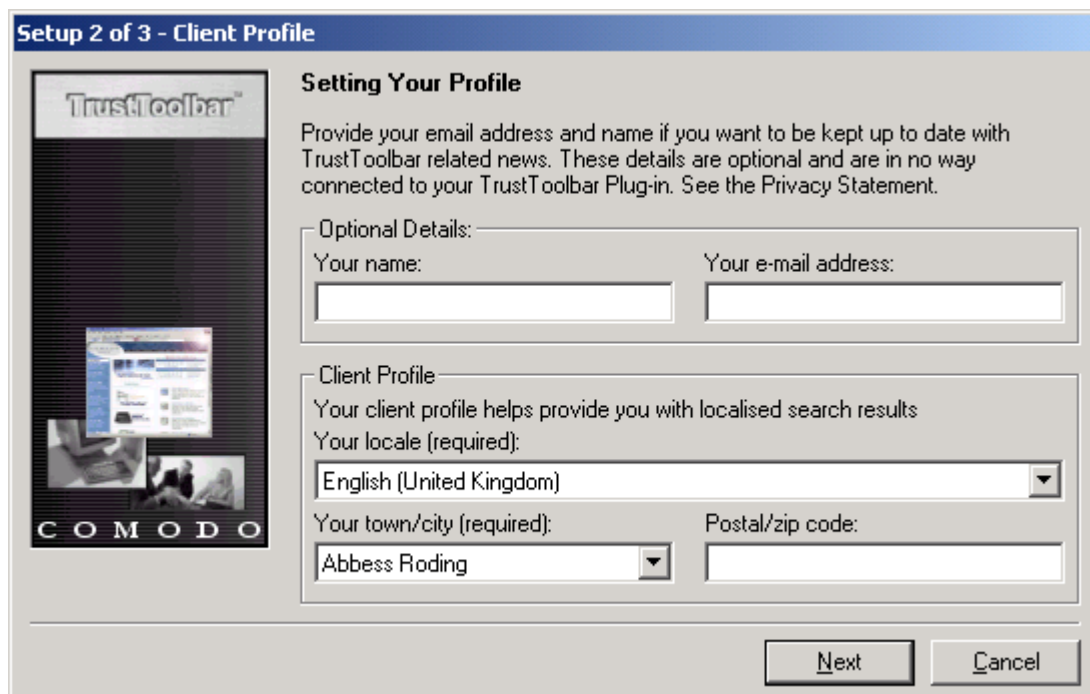 Setup 2 of 3 - Client Profile
TrustToolbar™
COMODO
Setting Your Profile
Provide your email address and name if you want to be kept up to date with
TrustToolbar related news. These details are optional and are in no way
connected to your TrustToolbar Plug-in. See the Privacy Statement.
Optional Details:
Your name:
Your e-mail address:
Client Profile
Your client profile helps provide you with localised search results
Your locale (required):
English (United Kingdom)
Your town/city (required):
Postal/zip code:
Abbess Roding
Next
Cancel